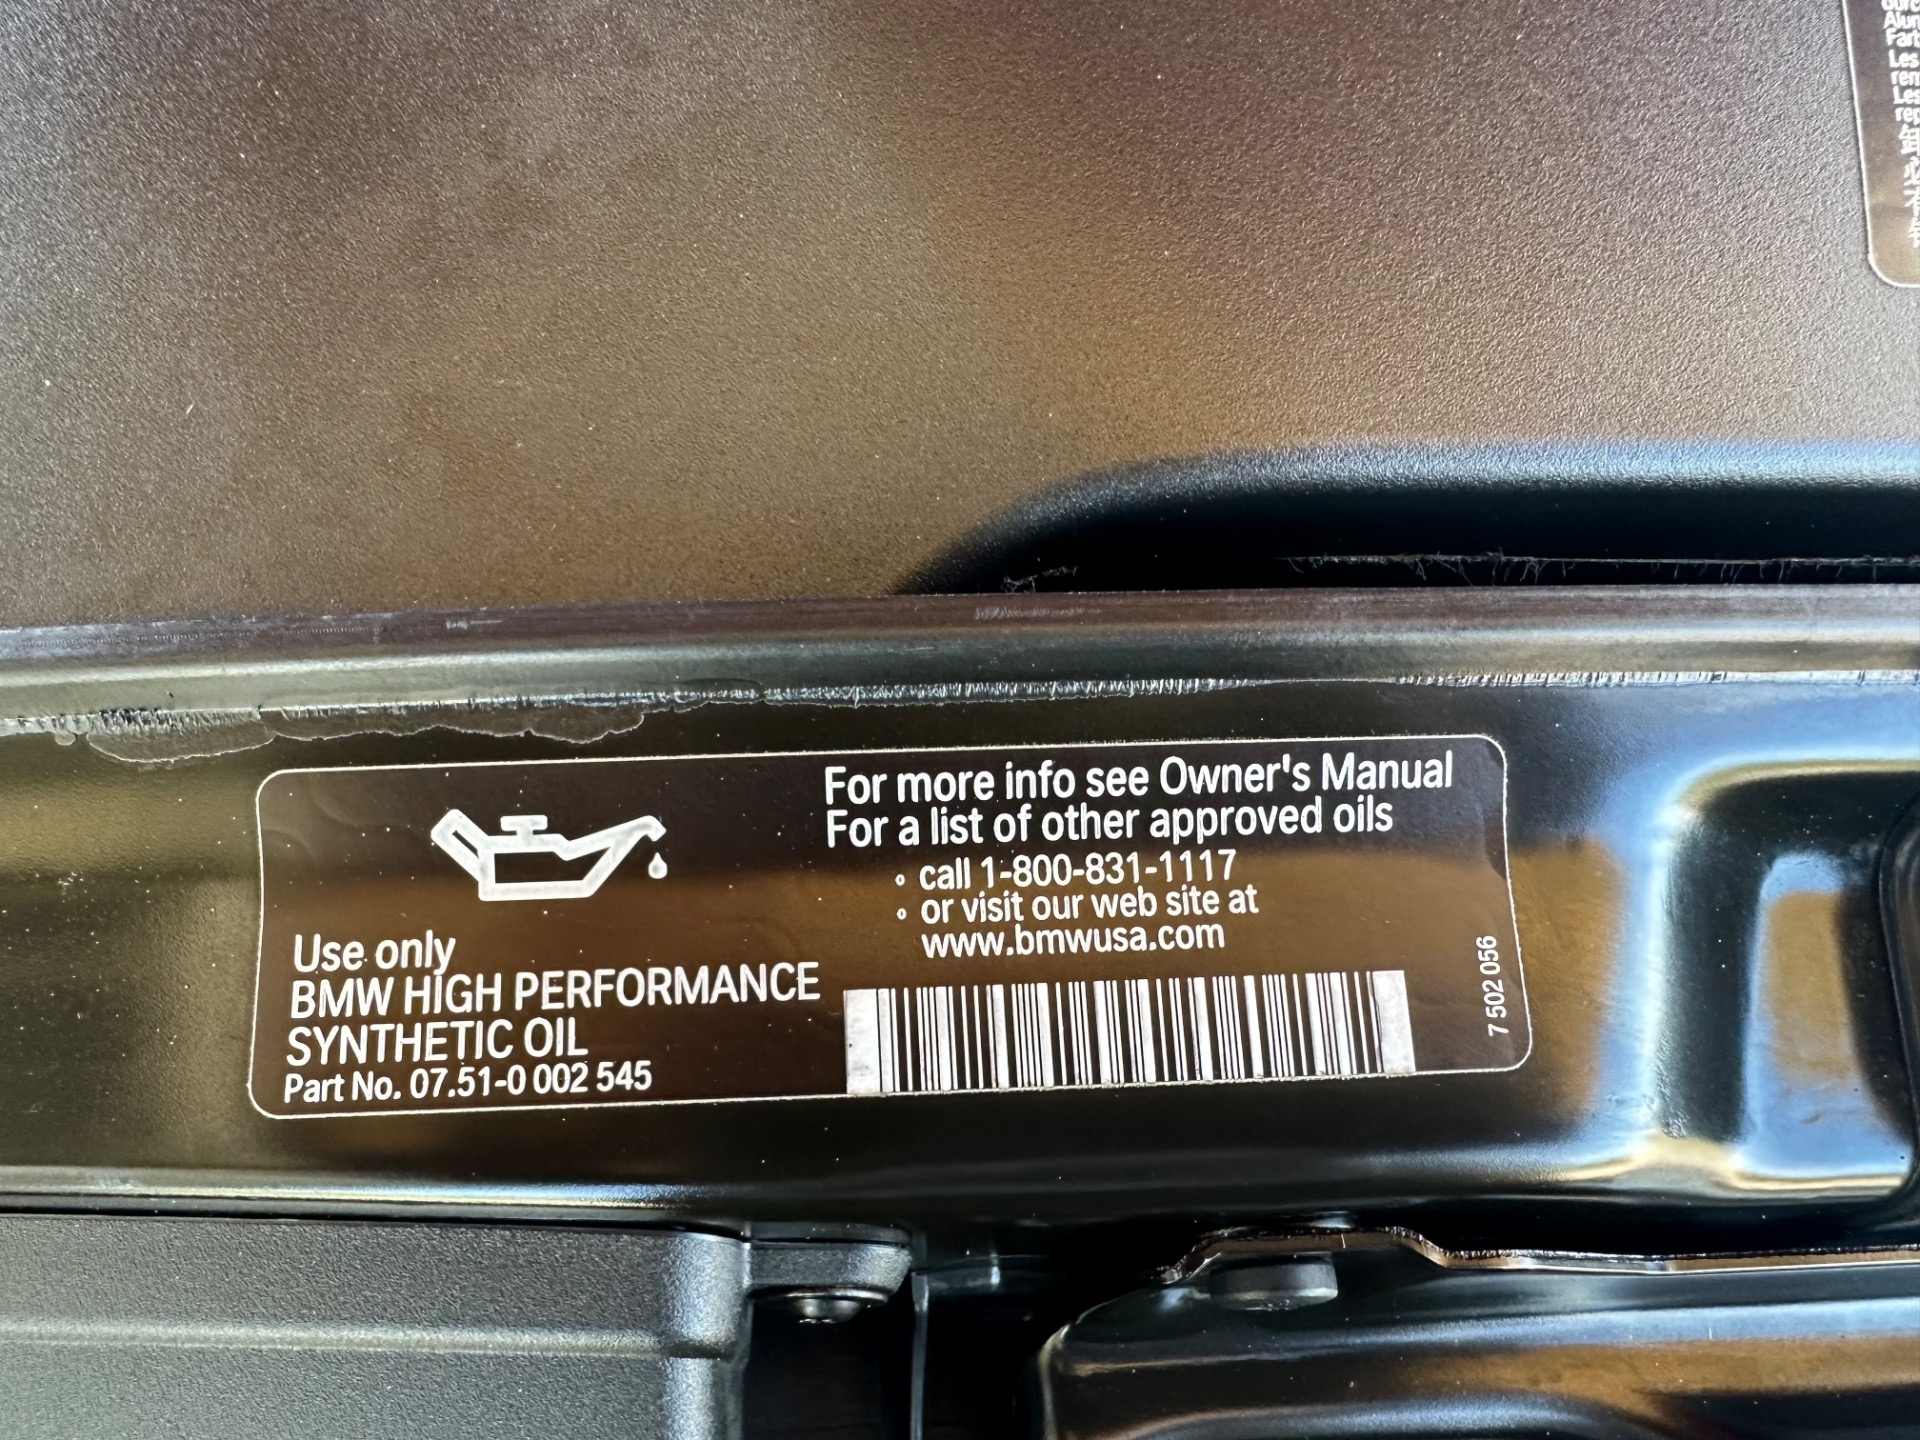 For more info see Owner's Manual
For a list of other approved oils
◦ call 1-800-831-1117
◦ or visit our web site at
www.bmwusa.com
Use only
BMW HIGH PERFORMANCE
SYNTHETIC OIL
Part No. 07.51-0 002 545
7 502 056
Les
Les